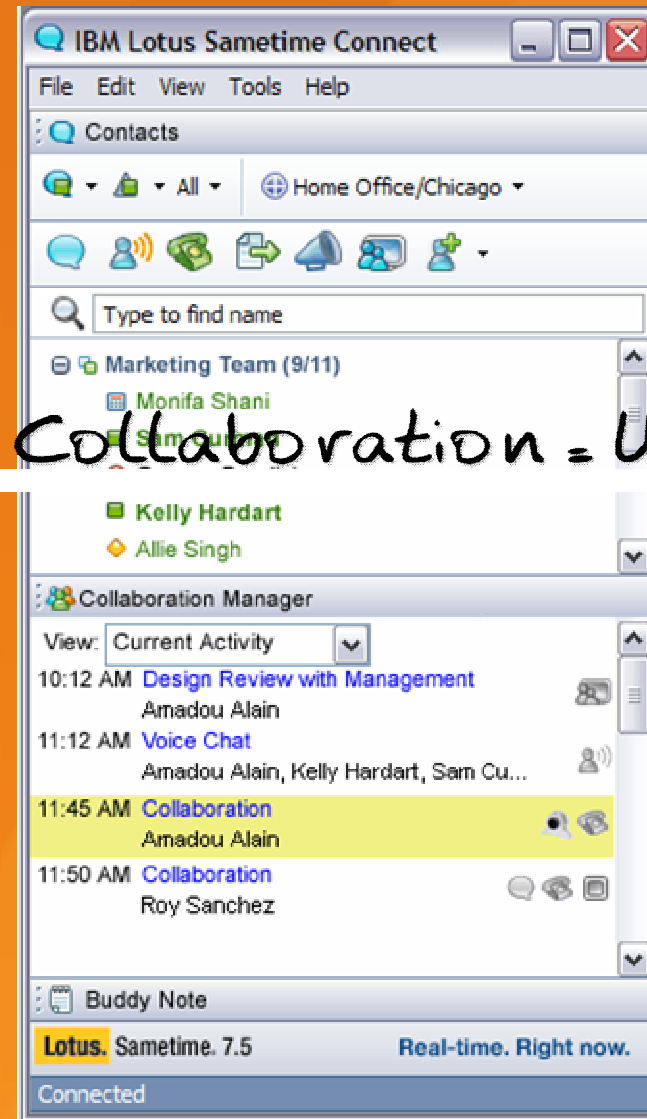 IBM Lotus Sametime Connect
File Edit View Tools Help
Contacts
All Home Office/Chicago
Type to find name
Marketing Team (9/11)
Monifa Shani
Collaboration = U
Kelly Hardart
Allie Singh
Collaboration Manager
View: Current Activity
10:12 AM Design Review with Management
Amadou Alain
11:12 AM Voice Chat
Amadou Alain, Kelly Hardart, Sam Cu...
11:45 AM Collaboration
Amadou Alain
11:50 AM Collaboration
Roy Sanchez
Buddy Note
Lotus. Sametime. 7.5 Real-time. Right now.
Connected